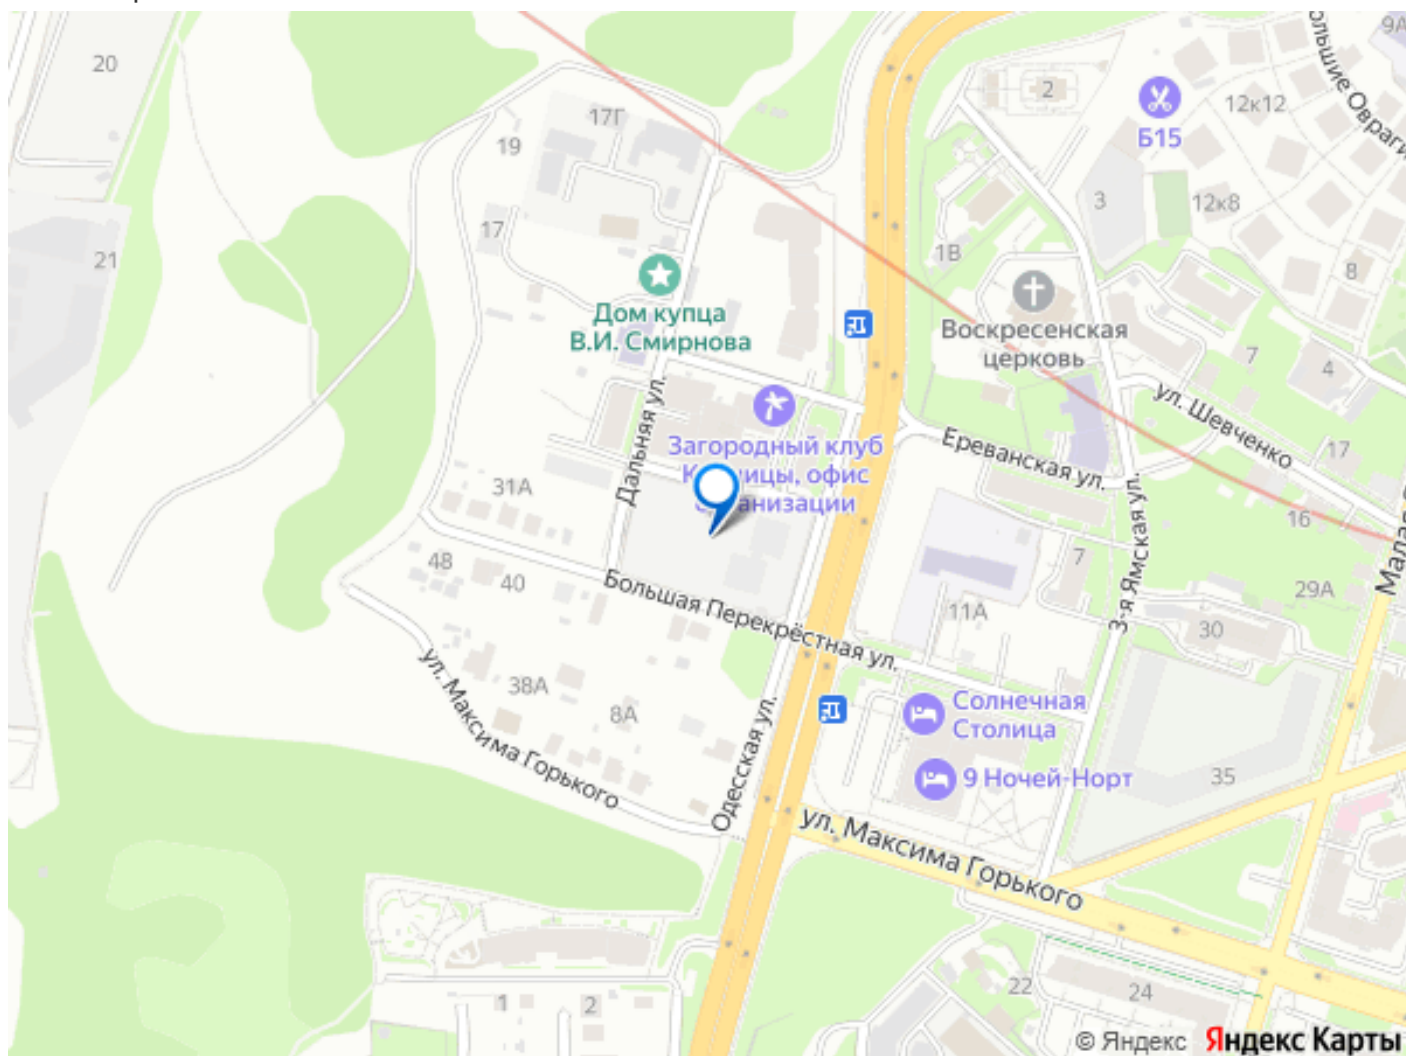 20
17Г
19
17
21
2
Б15
12к12
9А
Большие Овраги
3
12к8
1В
8
Дом купца
В.И. Смирнова
Воскресенская
церковь
7
4
ул. Шевченко
17
Дальняя ул.
Загородный клуб
офис
Ереванская ул.
31А
16
3-я Ямская ул.
48
40
Большая Перекрёстная ул.
7
11А
29А
30
Малая
ул. Максима Горького
38А
8А
Одесская ул.
Солнечная
Столица
9 Ночей-Норт
35
ул. Максима Горького
1
2
22
24
© Яндекс Яндекс Карты